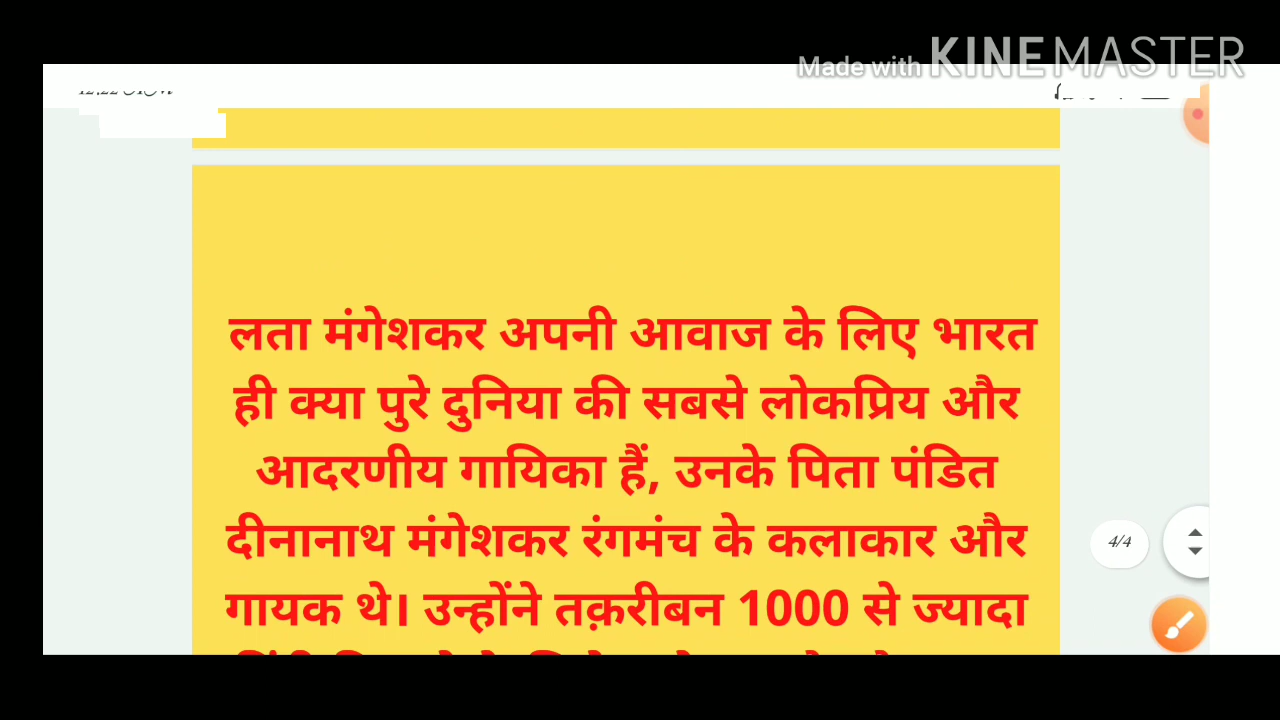 Made with KINEMASTER
लता मंगेशकर अपनी आवाज के लिए भारत
ही क्या पुरे दुनिया की सबसे लोकप्रिय और
आदरणीय गायिका हैं, उनके पिता पंडित
दीनानाथ मंगेशकर रंगमंच के कलाकार और
4/4
गायक थे। उन्होंने तक़रीबन 1000 से ज्यादा